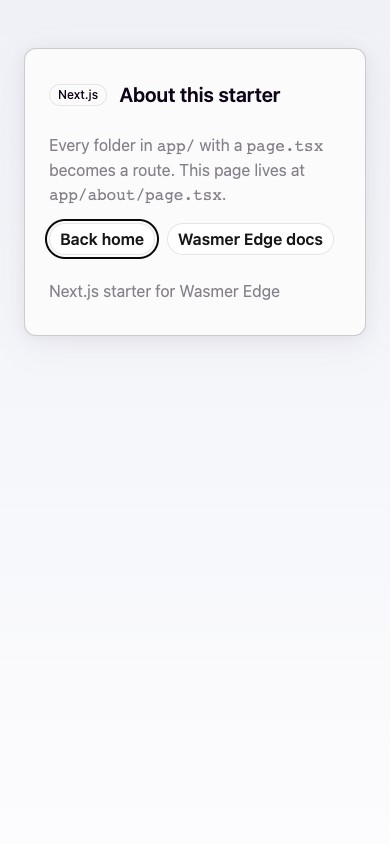 Next.js About this starter
Every folder in app/ with a page.tsx
becomes a route. This page lives at
app/about/page.tsx.
Back home Wasmer Edge docs
Next.js starter for Wasmer Edge